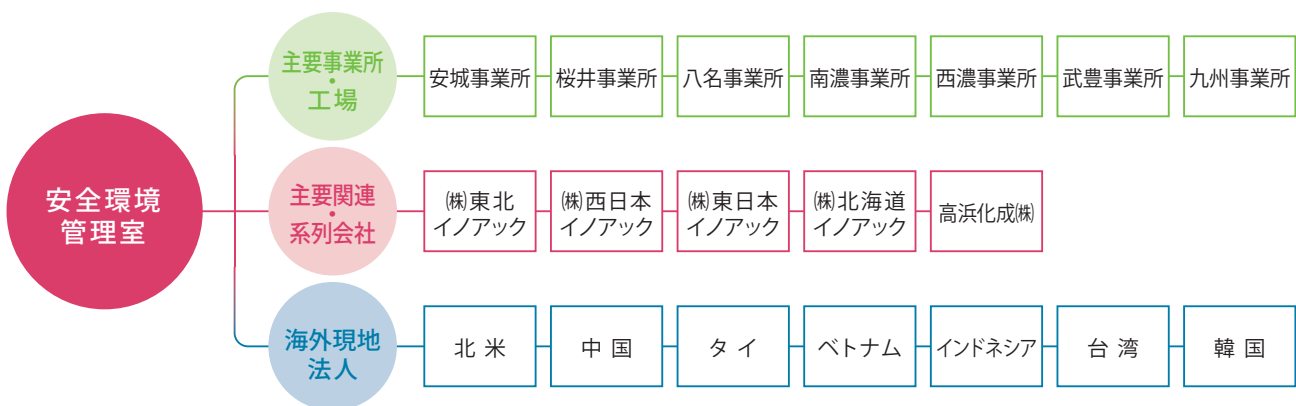 安全環境
管理室
主要事業所
・
工場
安城事業所
桜井事業所
八名事業所
南濃事業所
西濃事業所
武豊事業所
九州事業所
主要関連
・
系列会社
㈱東北
イノアック
㈱西日本
イノアック
㈱東日本
イノアック
㈱北海道
イノアック
高浜化成㈱
海外現地
法人
北米
中国
タイ
ベトナム
インドネシア
台湾
韓国